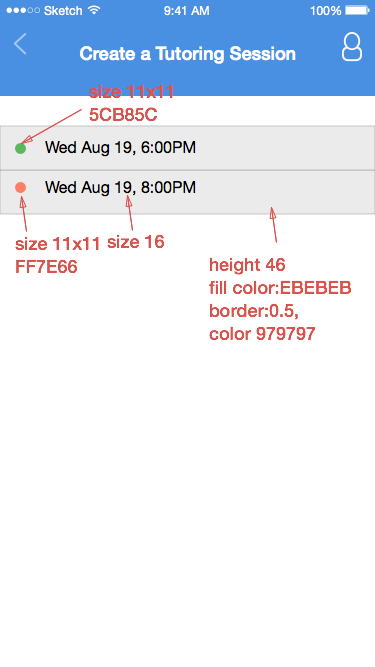 Sketch 9:41 AM 100%
Create a Tutoring Session
size 11x11
5CB85C
Wed Aug 19, 6:00PM
Wed Aug 19, 8:00PM
size 11x11 size 16
FF7E66
height 46
fill color:EBEBEB
border:0.5,
color 979797